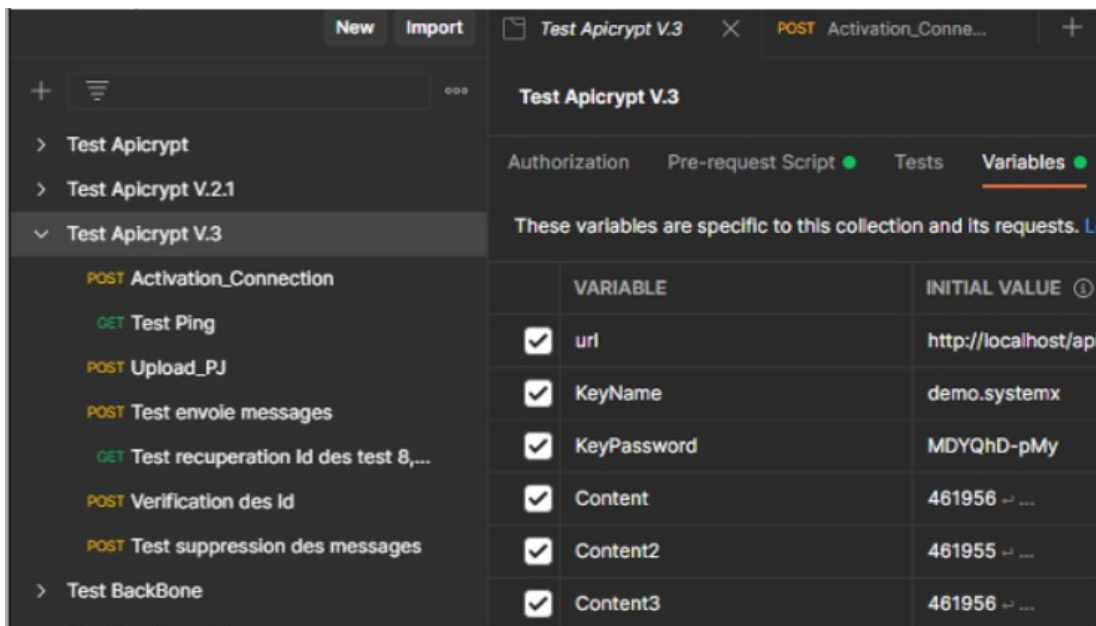 New Import
Test Apicrypt V.3 POST Activation_Conne...
Test Apicrypt V.3
Test Apicrypt
Test Apicrypt V.2.1
Test Apicrypt V.3
POST Activation_Connection
GET Test Ping
POST Upload_PJ
POST Test envoie messages
GET Test recuperation Id des test 8,...
POST Verification des Id
POST Test suppression des messages
Test BackBone
Authorization Pre-request Script Tests Variables
These variables are specific to this collection and its requests. L
VARIABLE INITIAL VALUE
url http://localhost/api
KeyName demo.systemx
KeyPassword MDYQhD-pMy
Content 461956 ↵ ...
Content2 461955 ↵ ...
Content3 461956 ↵ ...